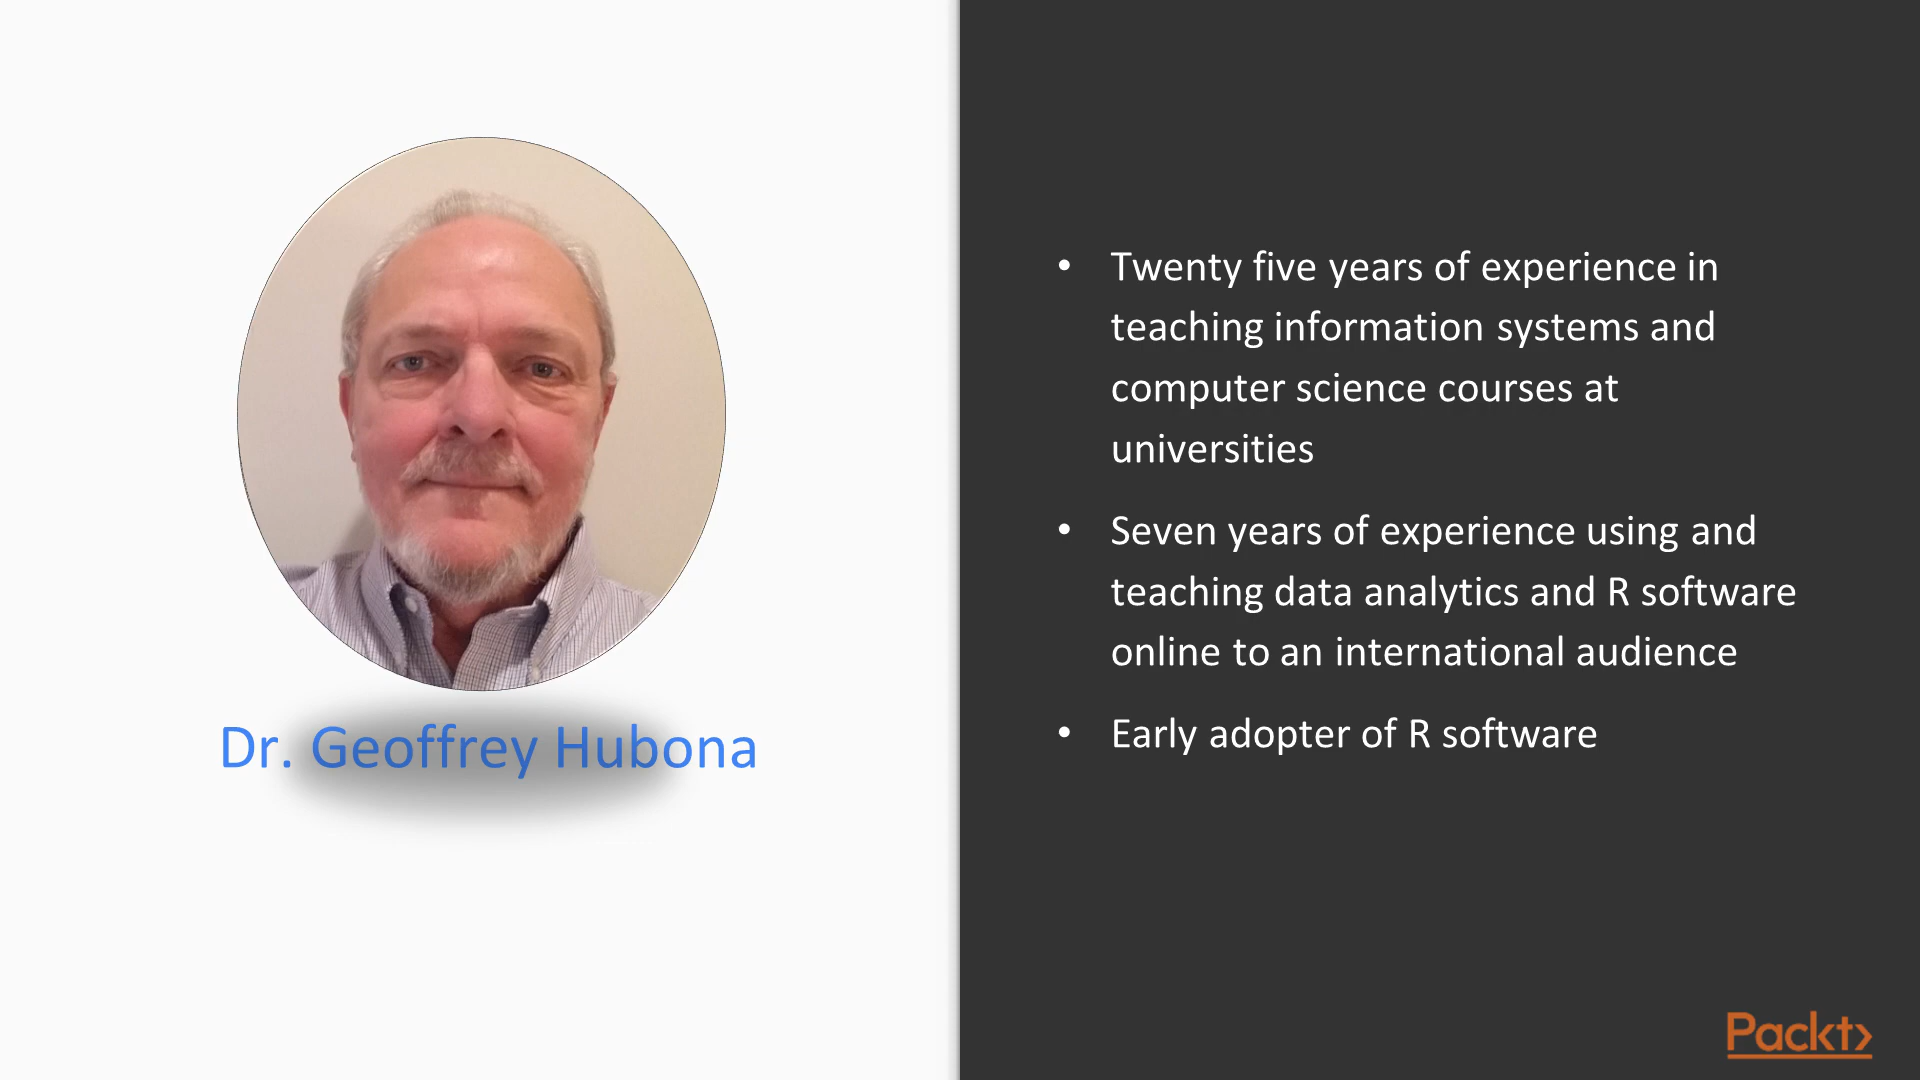 Dr. Geoffrey Hubona
• Twenty five years of experience in
teaching information systems and
computer science courses at
universities
• Seven years of experience using and
teaching data analytics and R software
online to an international audience
• Early adopter of R software
Packt>